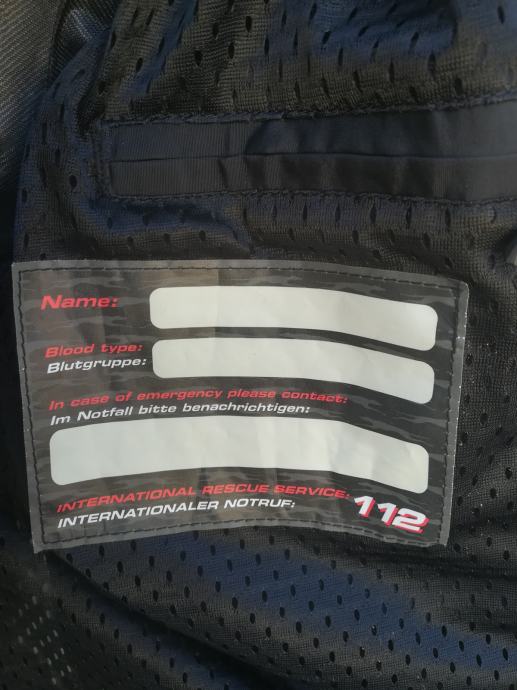 Name:
Blood type:
Blutgruppe:
In case of emergency please contact:
Im Notfall bitte benachrichtigen:
INTERNATIONAL RESCUE SERVICE:
INTERNATIONALER NOTRUF:
112